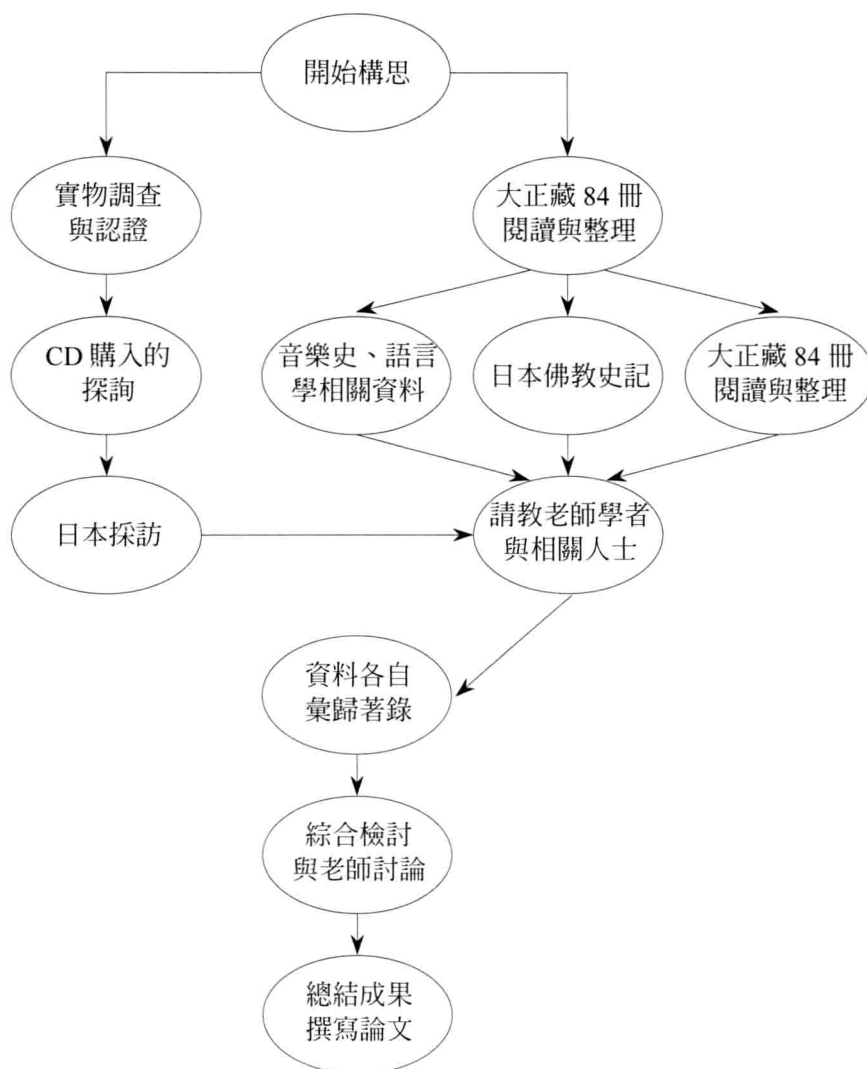 開始構思
實物調查
與認證
大正藏 84 冊
閱讀與整理
CD 購入的
探詢
音樂史、語言
學相關資料
日本佛教史記
大正藏 84 冊
閱讀與整理
日本採訪
請教老師學者
與相關人士
資料各自
彙歸著錄
綜合檢討
與老師討論
總結成果
撰寫論文